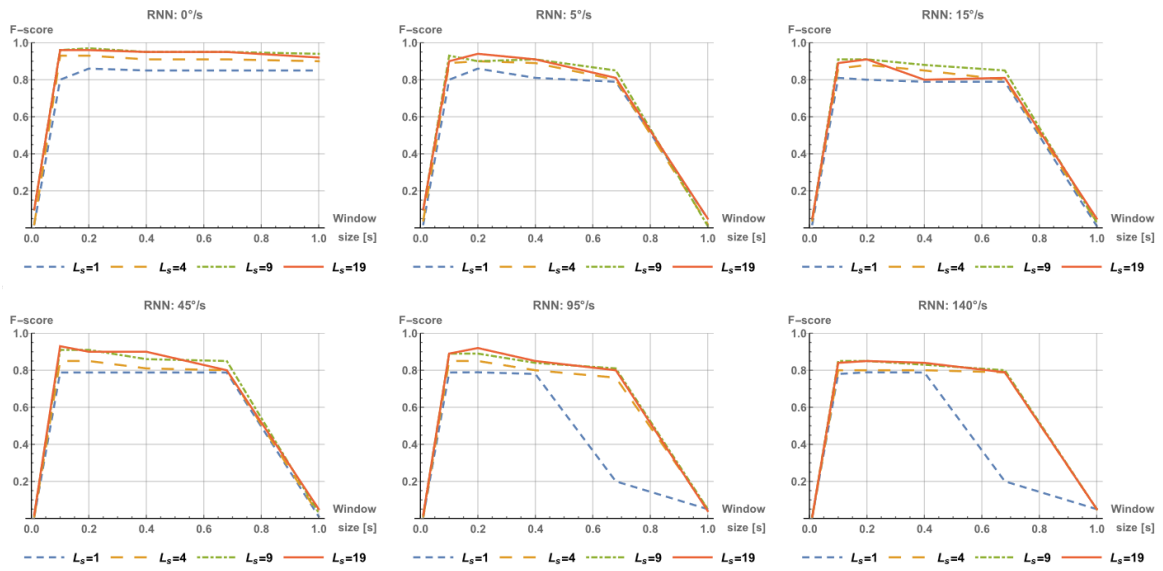 RNN: 0°/s
F-score
1.0
0.8
0.6
0.4
0.2
Window
size [s]
0.0 0.2 0.4 0.6 0.8 1.0
Lₛ=1 Lₛ=4 Lₛ=9 Lₛ=19
RNN: 5°/s
F-score
1.0
0.8
0.6
0.4
0.2
Window
size [s]
0.0 0.2 0.4 0.6 0.8 1.0
Lₛ=1 Lₛ=4 Lₛ=9 Lₛ=19
RNN: 15°/s
F-score
1.0
0.8
0.6
0.4
0.2
Window
size [s]
0.0 0.2 0.4 0.6 0.8 1.0
Lₛ=1 Lₛ=4 Lₛ=9 Lₛ=19
RNN: 45°/s
F-score
1.0
0.8
0.6
0.4
0.2
Window
size [s]
0.0 0.2 0.4 0.6 0.8 1.0
Lₛ=1 Lₛ=4 Lₛ=9 Lₛ=19
RNN: 95°/s
F-score
1.0
0.8
0.6
0.4
0.2
Window
size [s]
0.0 0.2 0.4 0.6 0.8 1.0
Lₛ=1 Lₛ=4 Lₛ=9 Lₛ=19
RNN: 140°/s
F-score
1.0
0.8
0.6
0.4
0.2
Window
size [s]
0.0 0.2 0.4 0.6 0.8 1.0
Lₛ=1 Lₛ=4 Lₛ=9 Lₛ=19